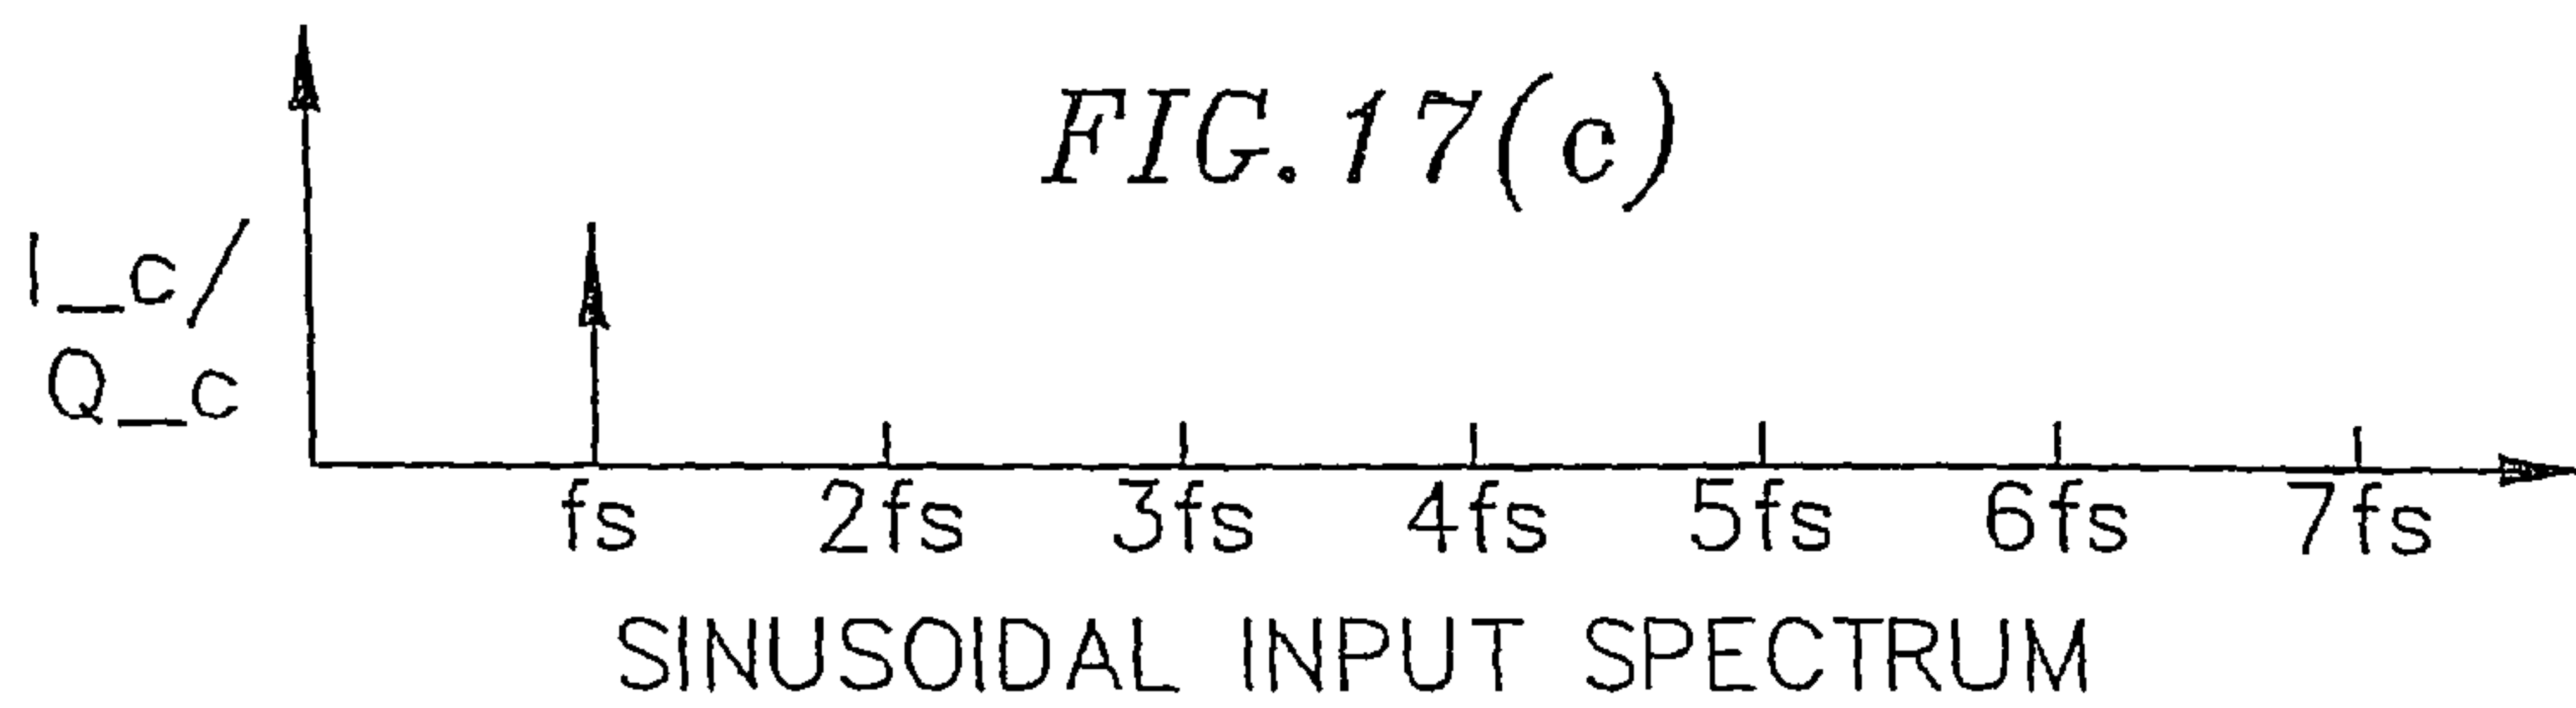 FIG. 17(c)
I_c/
Q_c
fs 2fs 3fs 4fs 5fs 6fs 7fs
SINUSOIDAL INPUT SPECTRUM